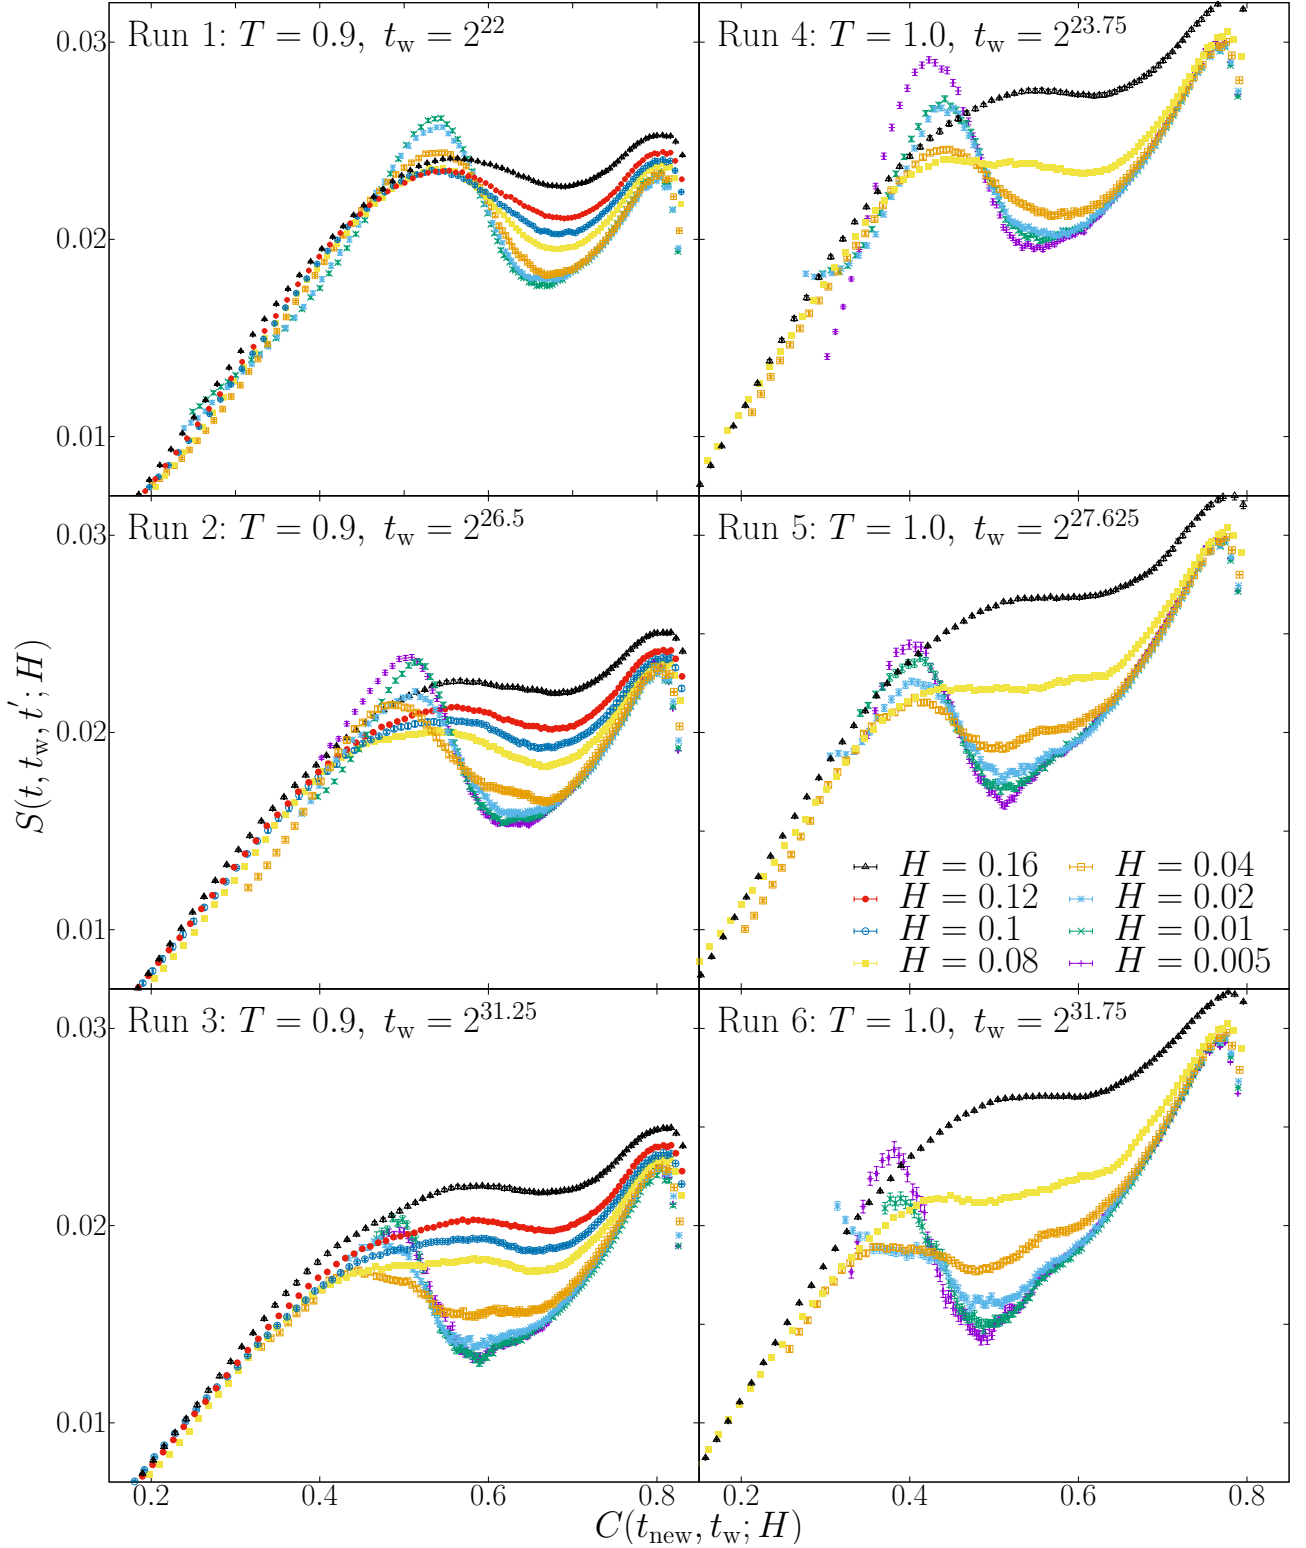 Run 1: T = 0.9, t_w = 2^22
Run 4: T = 1.0, t_w = 2^23.75
0.03
0.02
0.01
Run 2: T = 0.9, t_w = 2^26.5
Run 5: T = 1.0, t_w = 2^27.625
0.03
0.02
0.01
S(t, t_w, t'; H)
H = 0.16
H = 0.04
H = 0.12
H = 0.02
H = 0.1
H = 0.01
H = 0.08
H = 0.005
Run 3: T = 0.9, t_w = 2^31.25
Run 6: T = 1.0, t_w = 2^31.75
0.03
0.02
0.01
0.2 0.4 0.6 0.8 0.2 0.4 0.6 0.8
C(t_new, t_w; H)